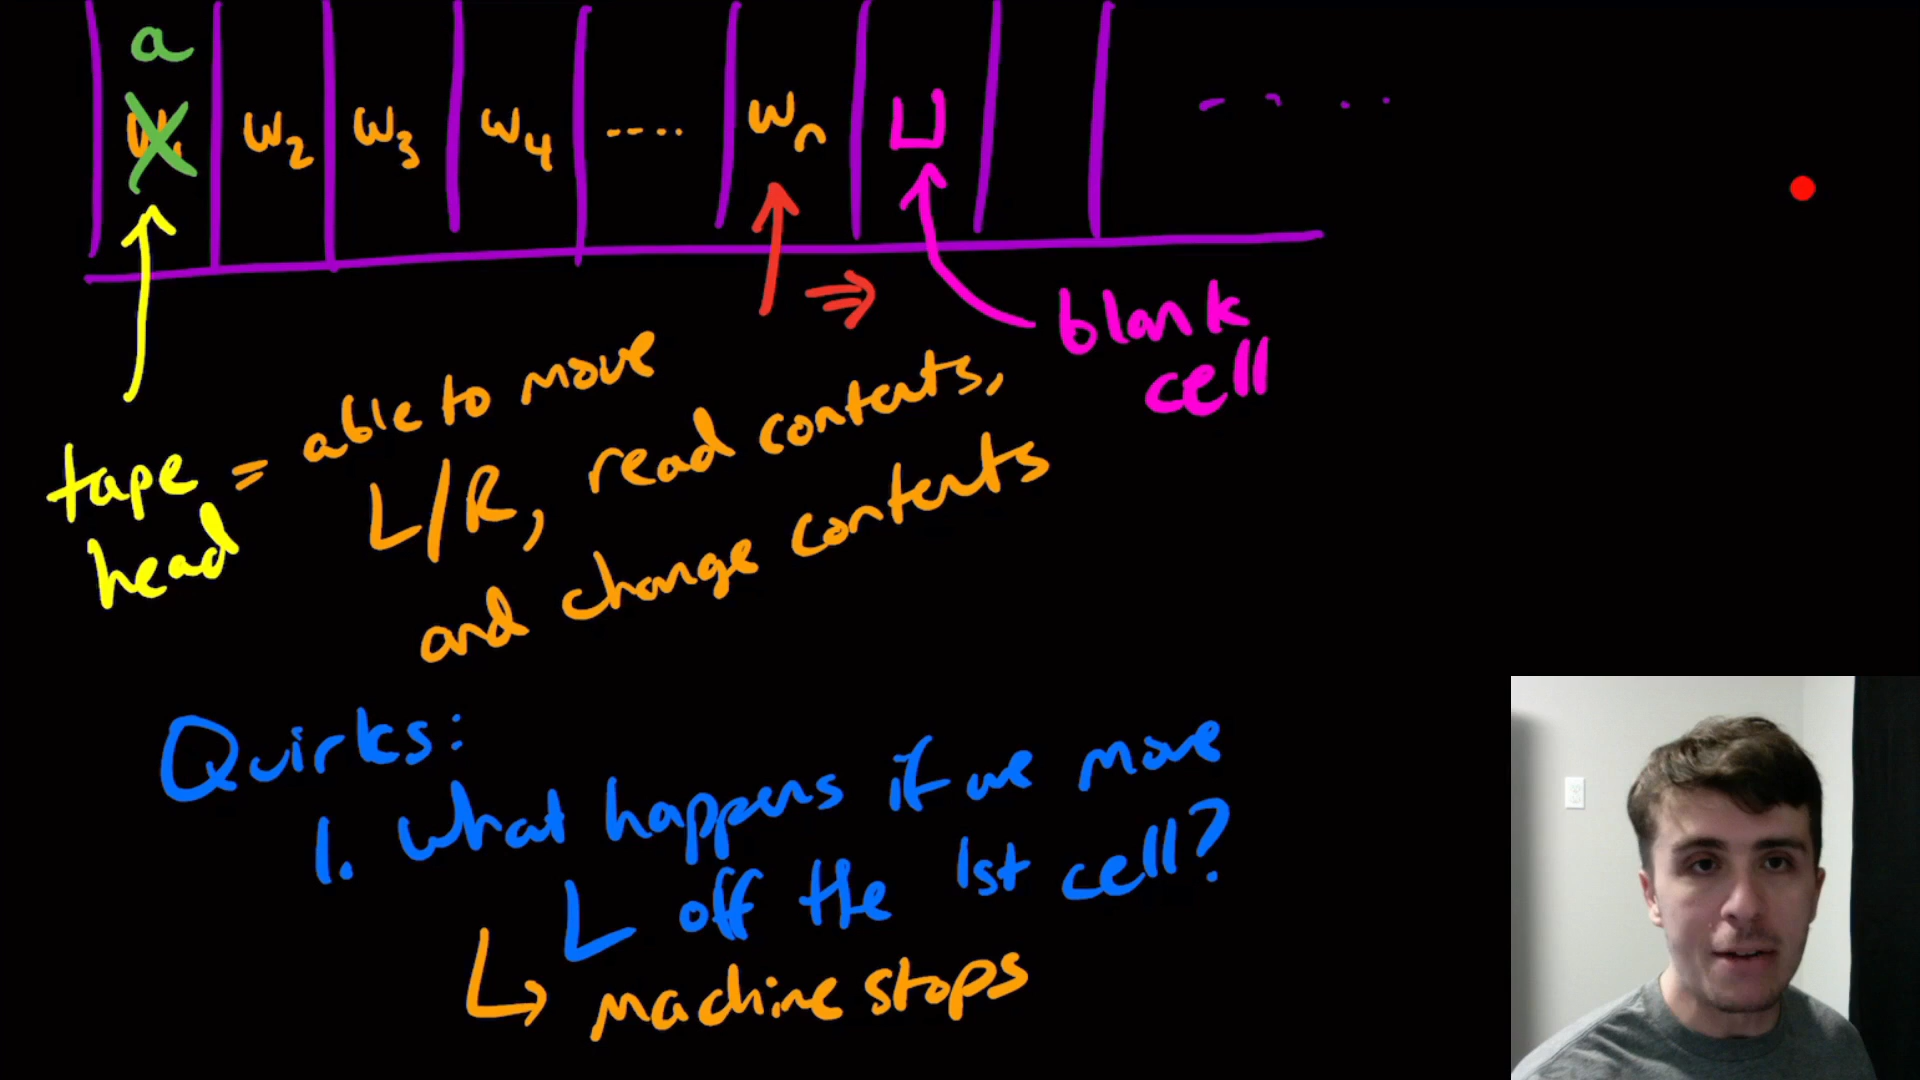 a
w1 w2 w3 w4 .... wn ⊔
blank
cell
tape
head
= able to move
L/R, read contents,
and change contents
Quirks:
1. What happens if we move
L off the 1st cell?
↳ machine stops